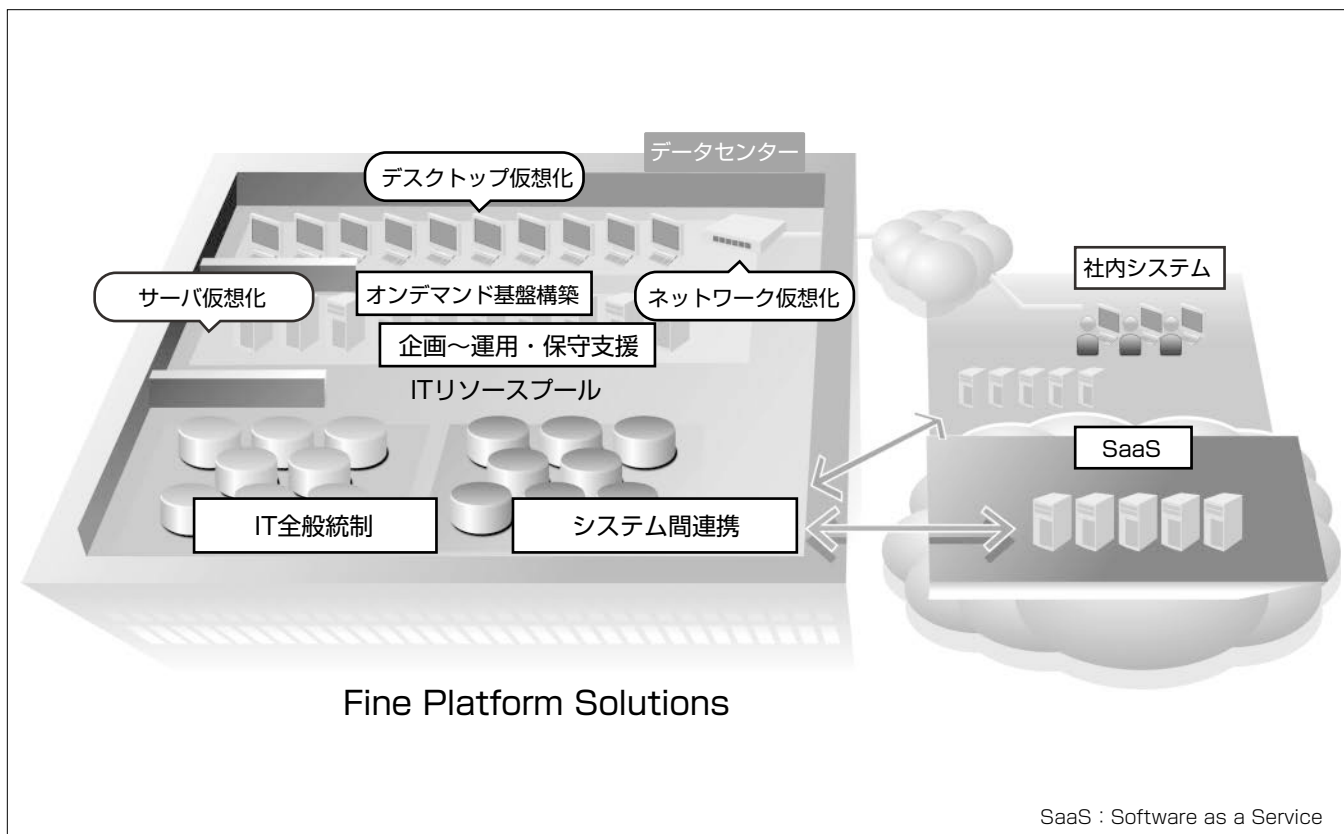 データセンター
デスクトップ仮想化
サーバ仮想化
オンデマンド基盤構築
ネットワーク仮想化
社内システム
企画～運用・保守支援
ITリソースプール
SaaS
IT全般統制
システム間連携
Fine Platform Solutions
SaaS：Software as a Service